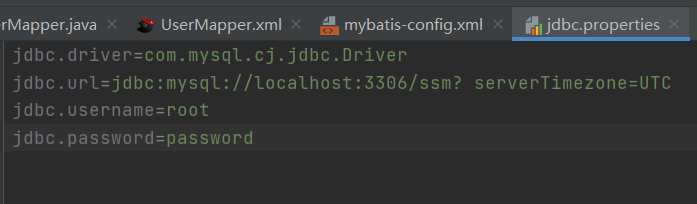 erMapper.java × UserMapper.xml × mybatis-config.xml × jdbc.properties ×
jdbc.driver=com.mysql.cj.jdbc.Driver
jdbc.url=jdbc:mysql://localhost:3306/ssm? serverTimezone=UTC
jdbc.username=root
jdbc.password=password